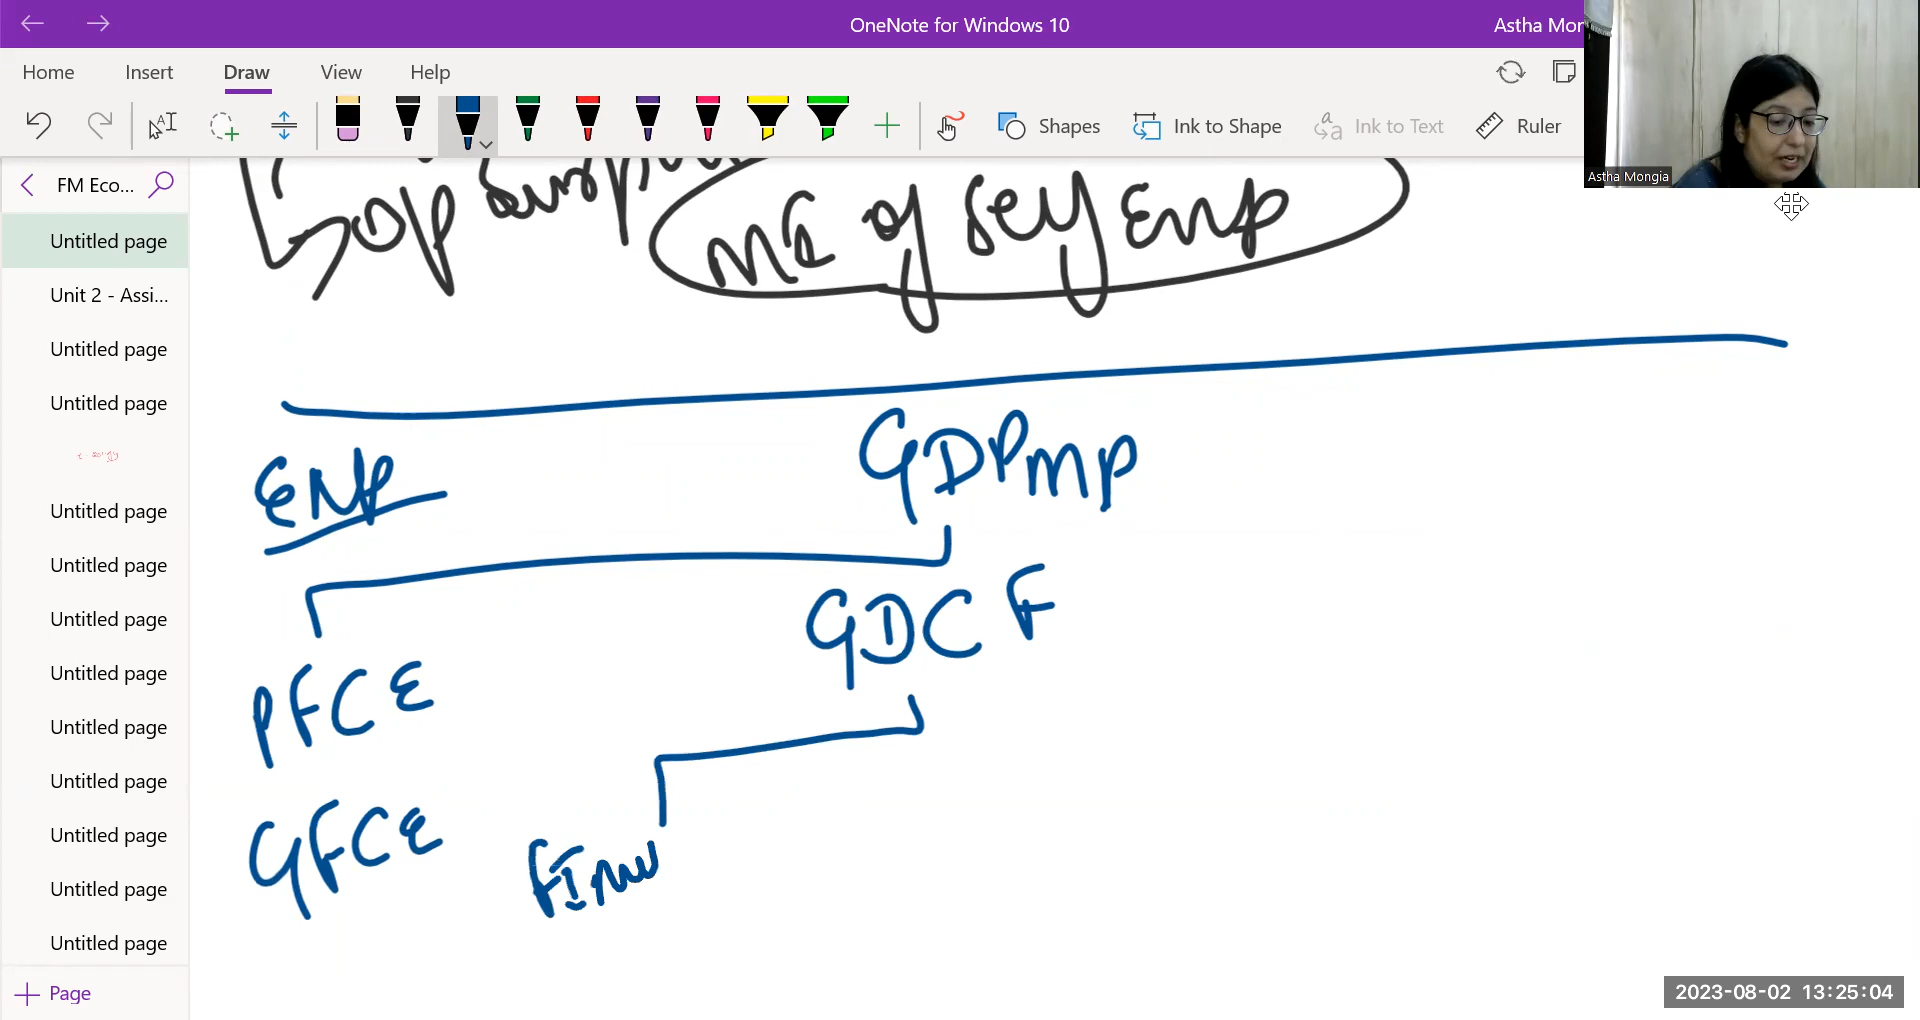 OneNote for Windows 10
Astha Mon
Home Insert Draw View Help
Shapes Ink to Shape Ink to Text Ruler
Astha Mongia
FM Eco...
Untitled page
Unit 2 - Assi...
Untitled page
Untitled page
Untitled page
Untitled page
Untitled page
Untitled page
Untitled page
Untitled page
Untitled page
Untitled page
Untitled page
Page
MI of Self Emp
EMP
GDPMP
GDCF
PFCE
GFCE
FInv
2023-08-02 13:25:04